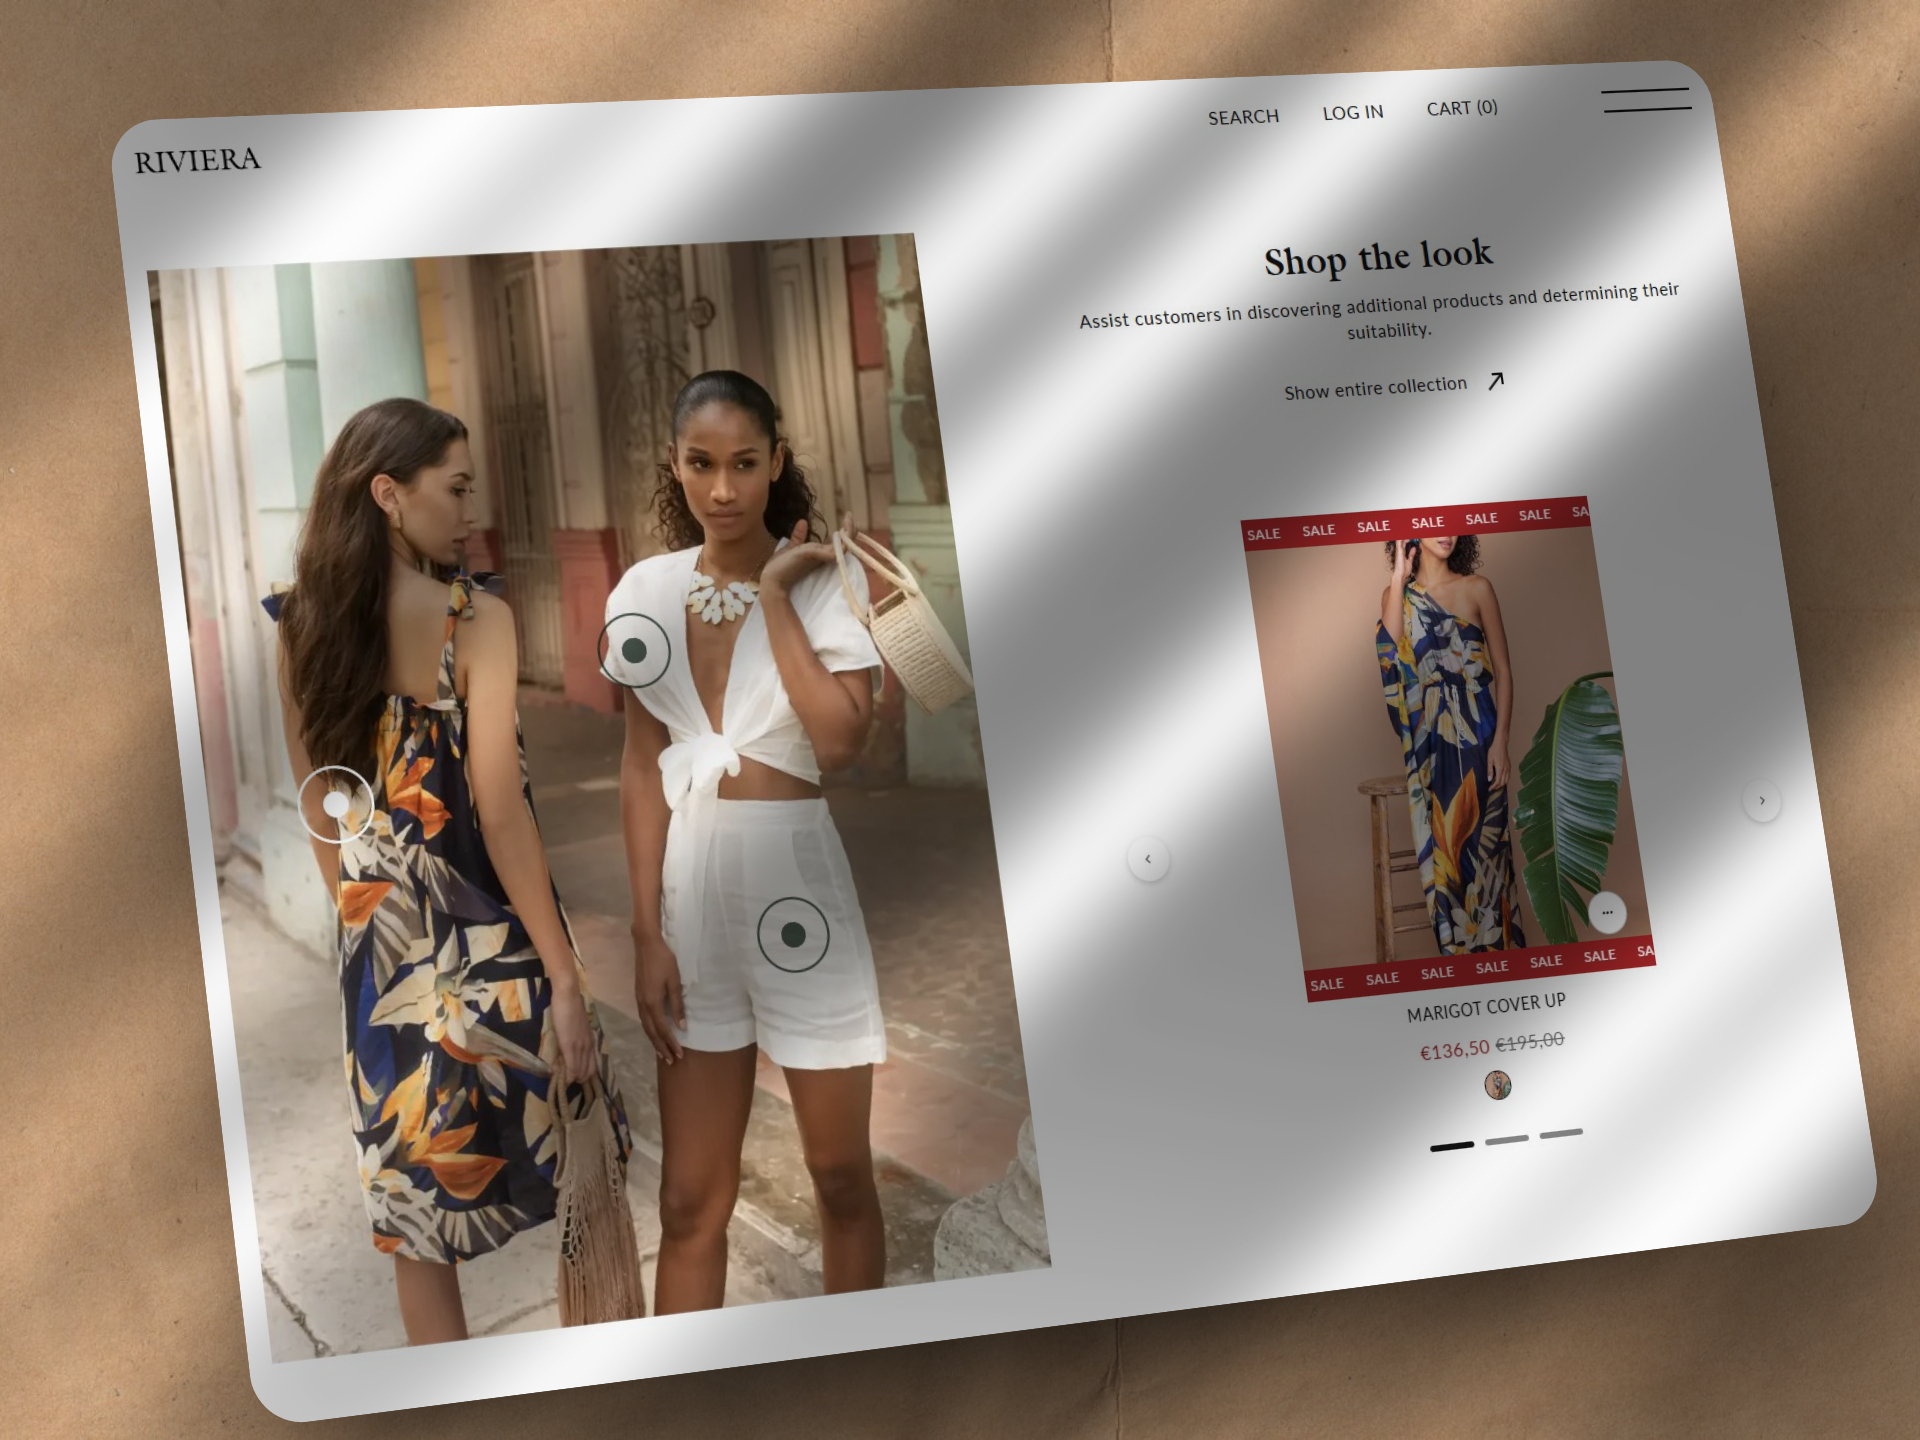 RIVIERA
SEARCH LOG IN CART (0)
Shop the look
Assist customers in discovering additional products and determining their
suitability.
Show entire collection
SALE SALE SALE SALE SALE SALE SA
SALE SALE SALE SALE SALE SALE SA
MARIGOT COVER UP
€136,50 €195,00